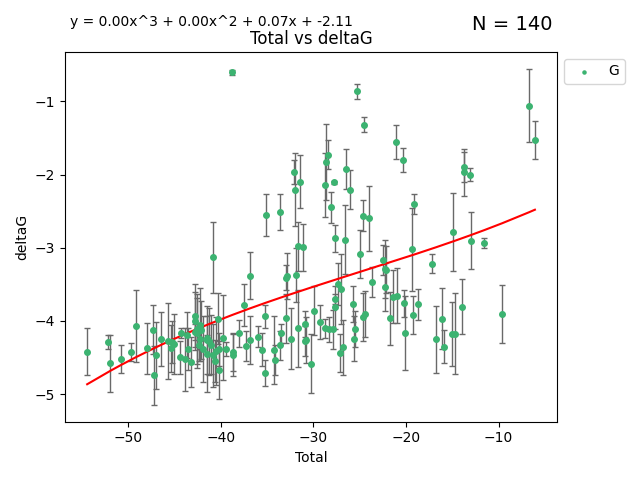 y = 0.00x^3 + 0.00x^2 + 0.07x + -2.11
N = 140
Total vs deltaG
G
deltaG
−1
−2
−3
−4
−5
−50 −40 −30 −20 −10
Total